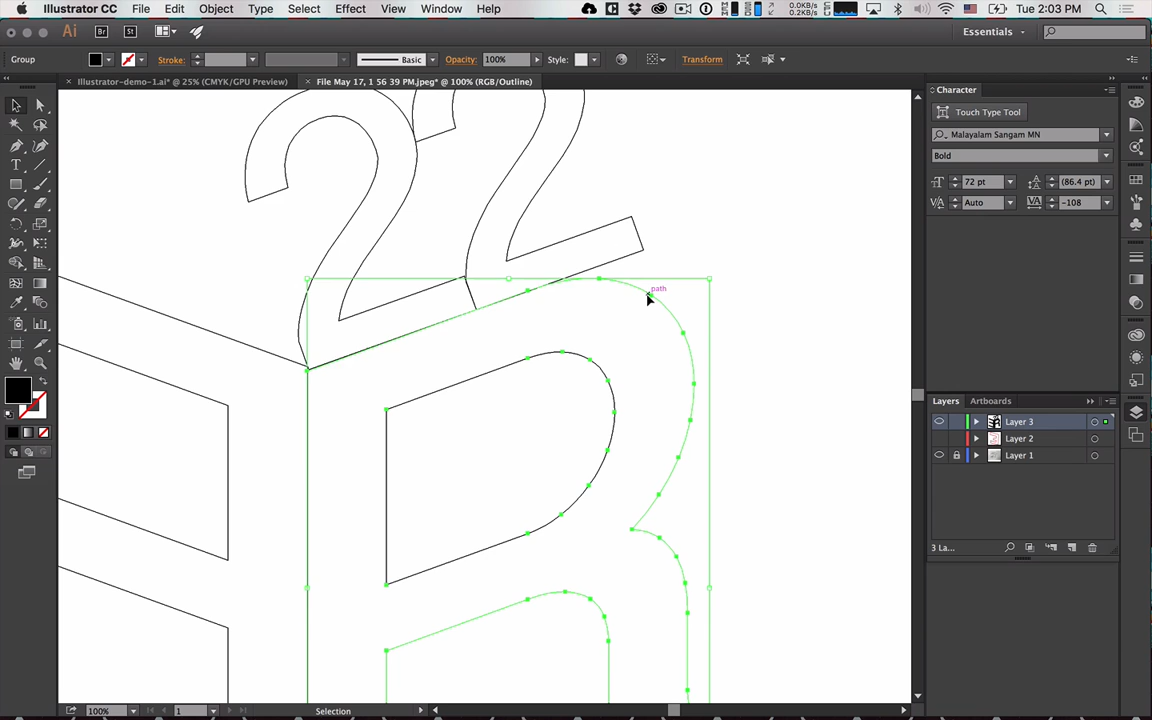 Illustrator CC File Edit Object Type Select Effect View Window Help 0.0KB/s 0.2KB/s Tue 2:03 PM
Ai Br St Essentials
Group Stroke: Basic Opacity: 100% Style: Transform
× Illustrator-demo-1.ai* @ 25% (CMYK/GPU Preview) × File May 17, 1 56 39 PM.jpeg* @ 100% (RGB/Outline)
Character
Touch Type Tool
Malayalam Sangam MN
Bold
72 pt (86.4 pt)
Auto -108
22
path
B
Layers Artboards
Layer 3
Layer 2
Layer 1
3 La...
100% 1 Selection